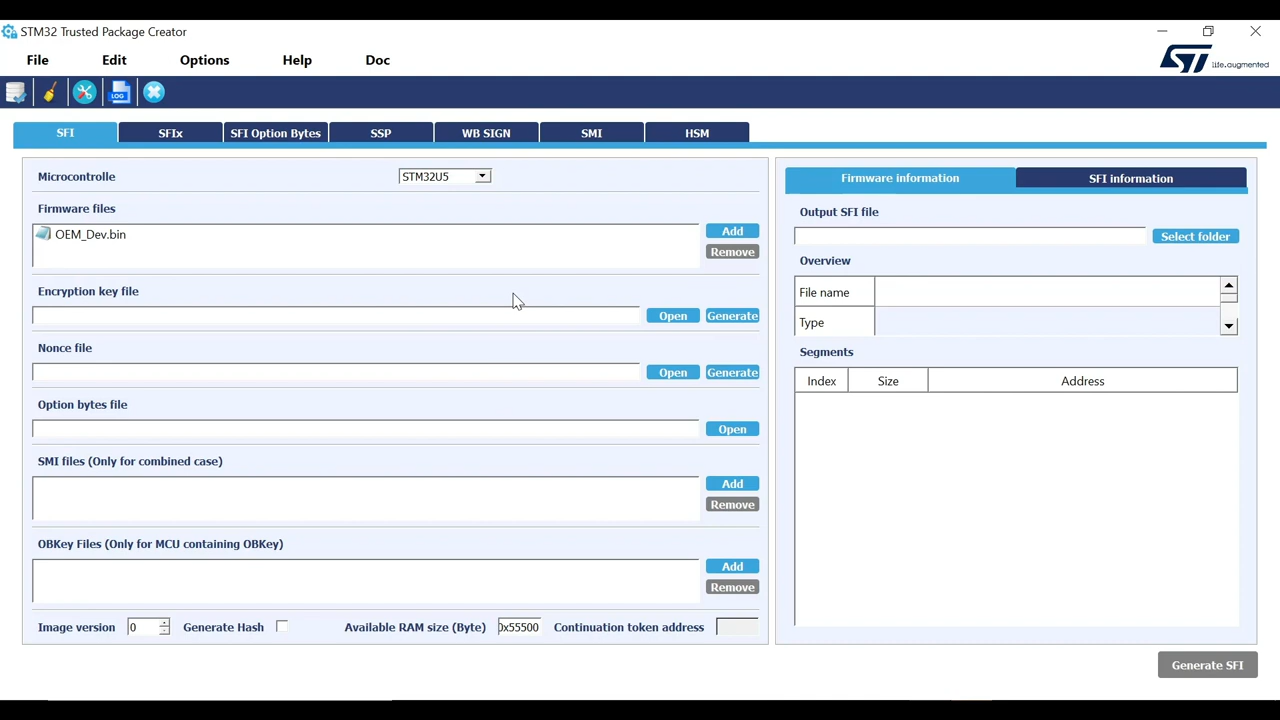 STM32 Trusted Package Creator
File Edit Options Help Doc
ST life.augmented
LOG
SFI SFIx SFI Option Bytes SSP WB SIGN SMI HSM
Microcontrolle STM32U5
Firmware files
OEM_Dev.bin
Add
Remove
Encryption key file
Open Generate
Nonce file
Open Generate
Option bytes file
Open
SMI files (Only for combined case)
Add
Remove
OBKey Files (Only for MCU containing OBKey)
Add
Remove
Image version 0 Generate Hash Available RAM size (Byte) 0x55500 Continuation token address
Firmware information SFI information
Output SFI file
Select folder
Overview
File name
Type
Segments
Index Size Address
Generate SFI